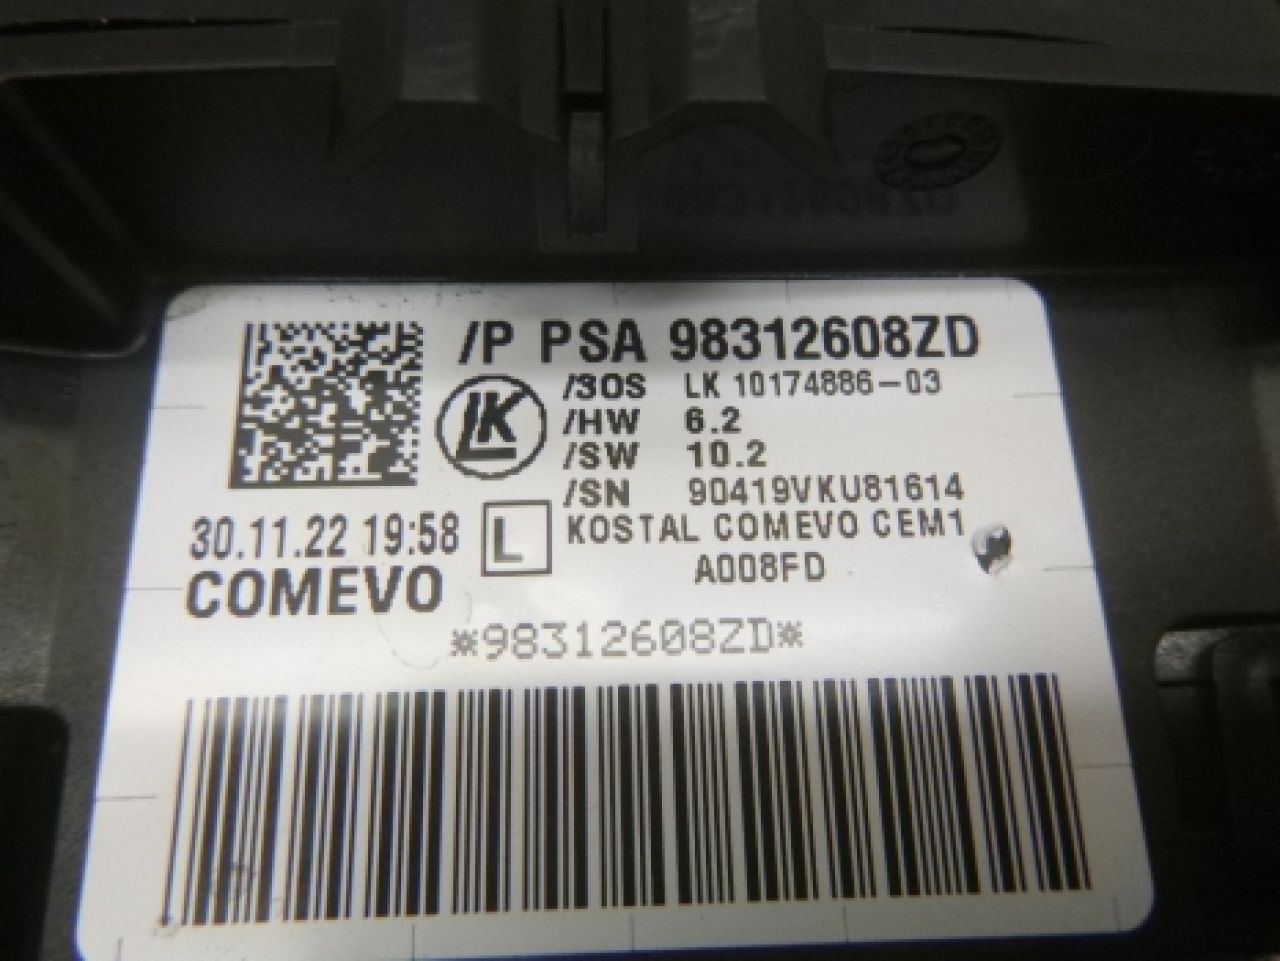 /P PSA 98312608ZD
LK
/3OS LK 10174886-03
/HW 6.2
/SW 10.2
/SN 90419VKU81614
30.11.22 19:58
L
KOSTAL COMEVO CEM1
A008FD
COMEVO
*98312608ZD*